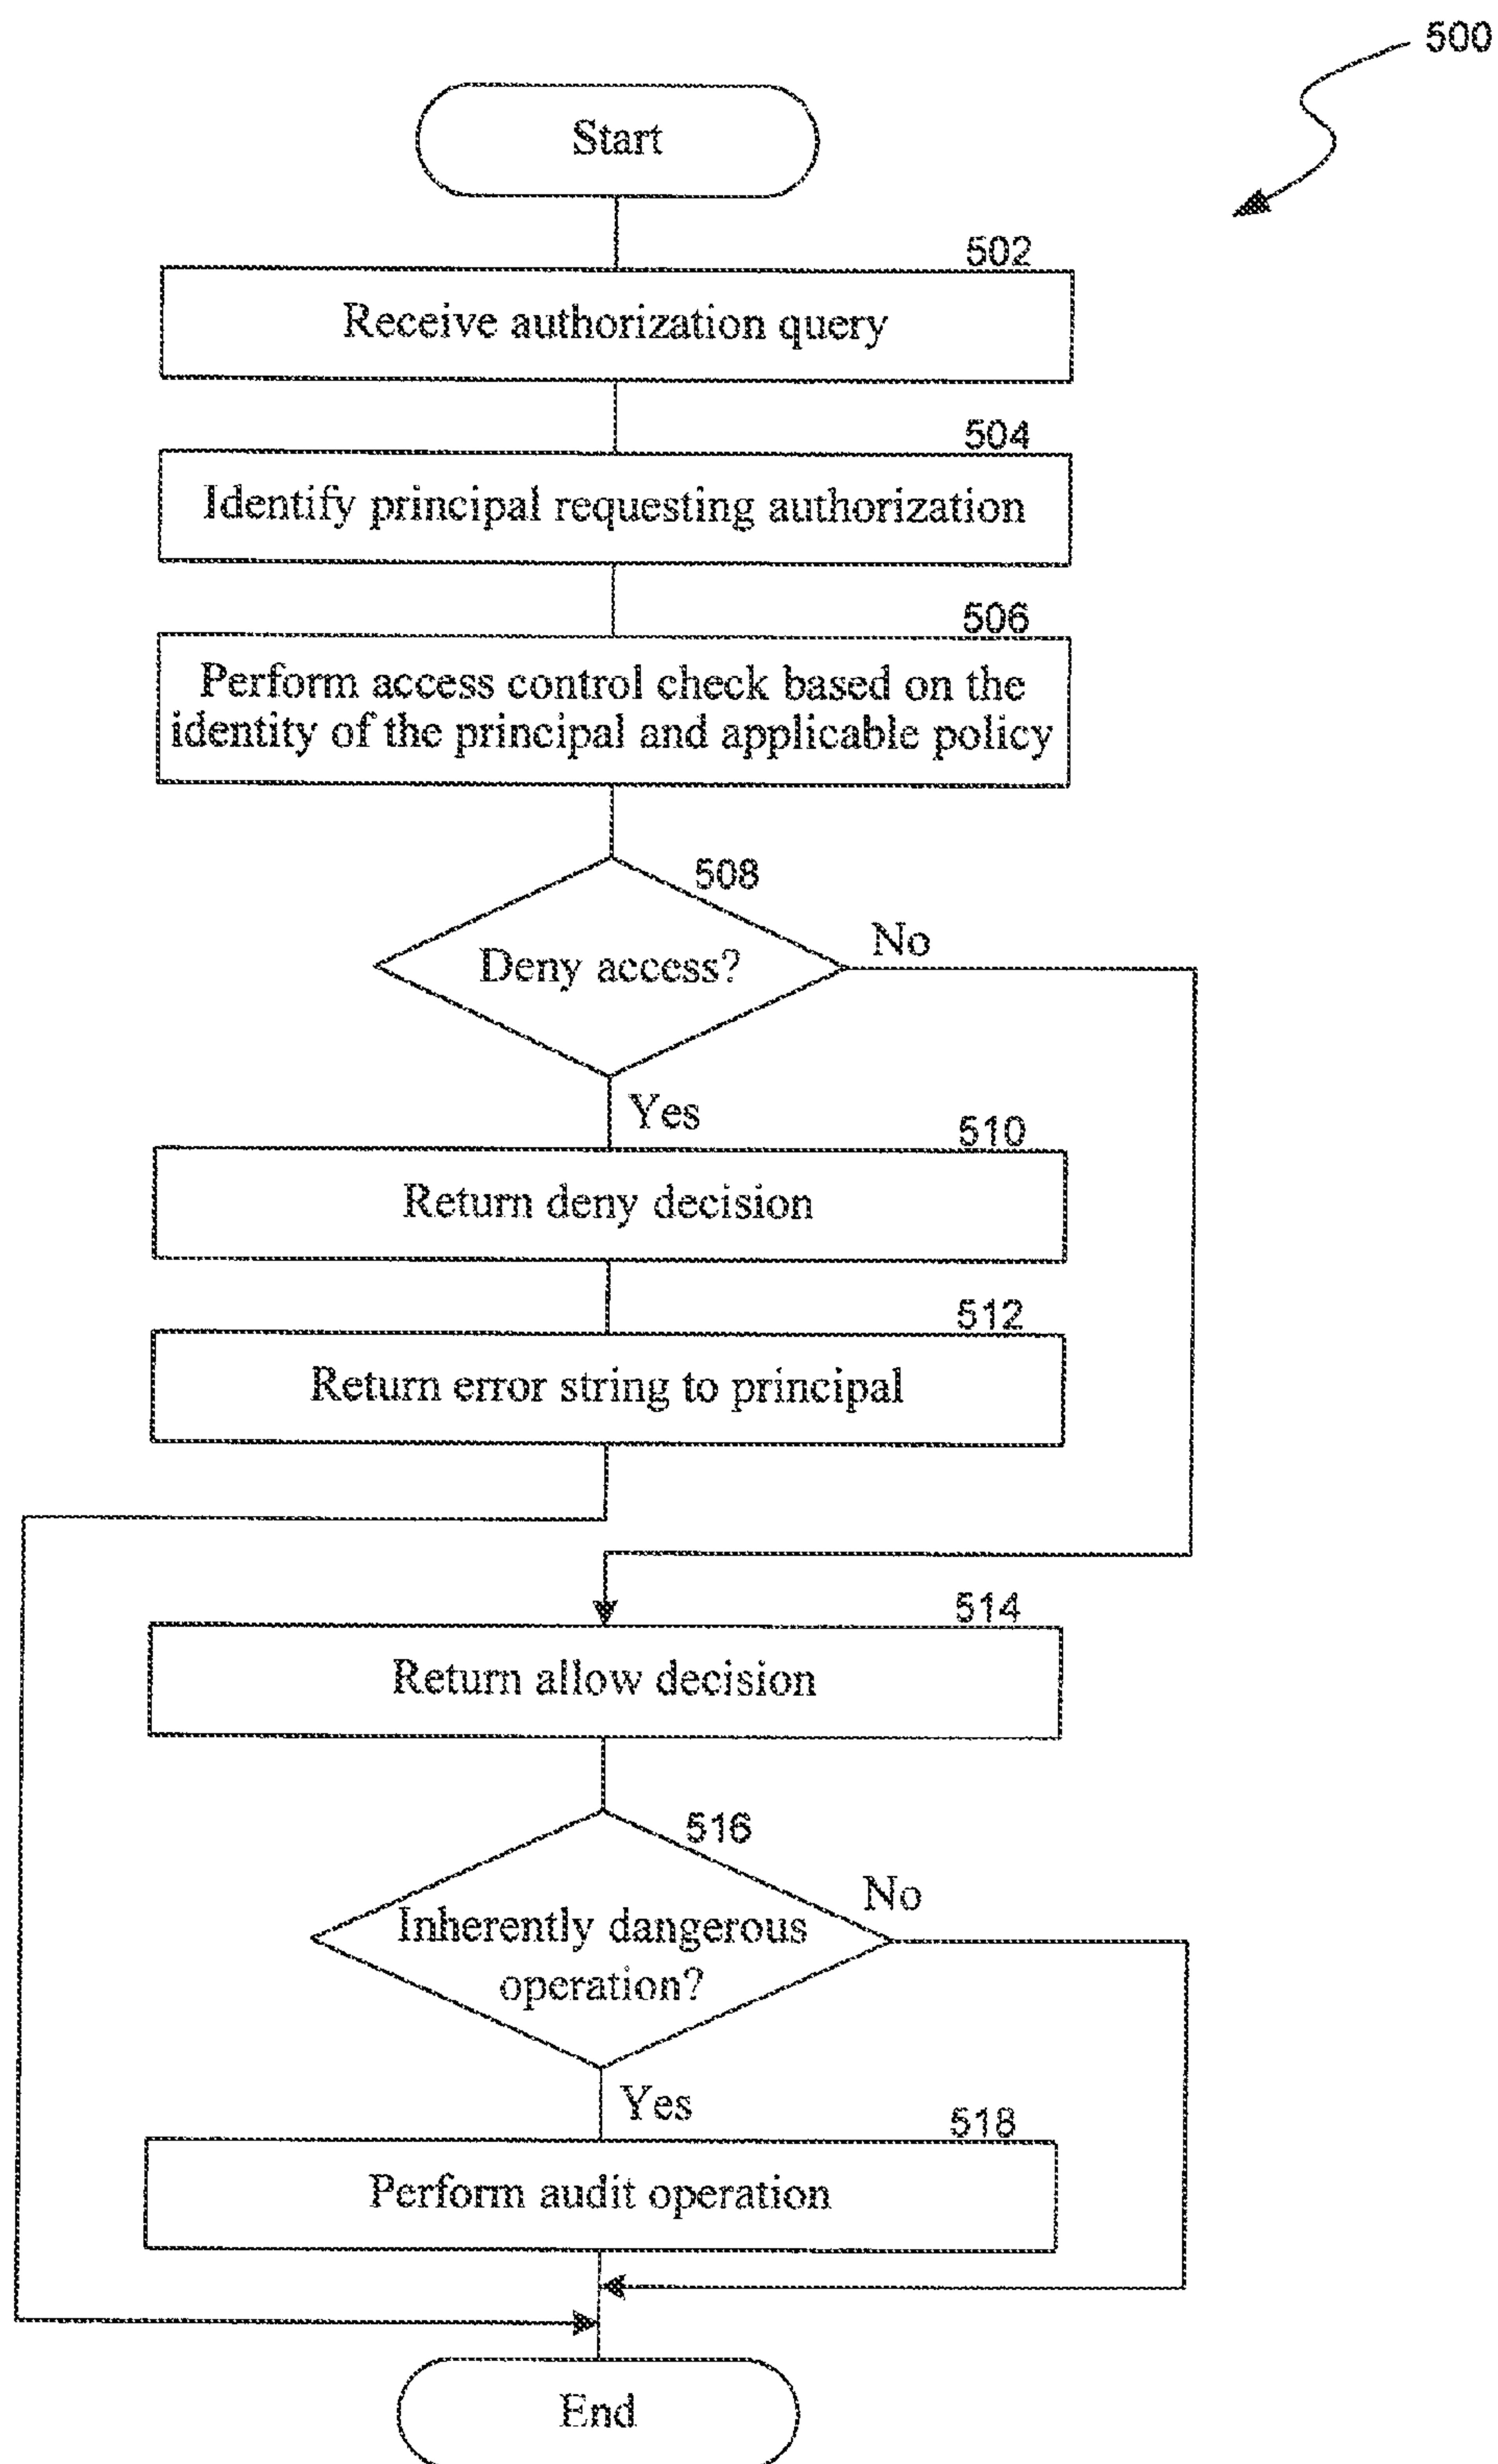 500
Start
502
Receive authorization query
504
Identify principal requesting authorization
506
Perform access control check based on the
identity of the principal and applicable policy
508
Deny access?
No
Yes
510
Return deny decision
512
Return error string to principal
514
Return allow decision
516
No
Inherently dangerous
operation?
Yes
518
Perform audit operation
End